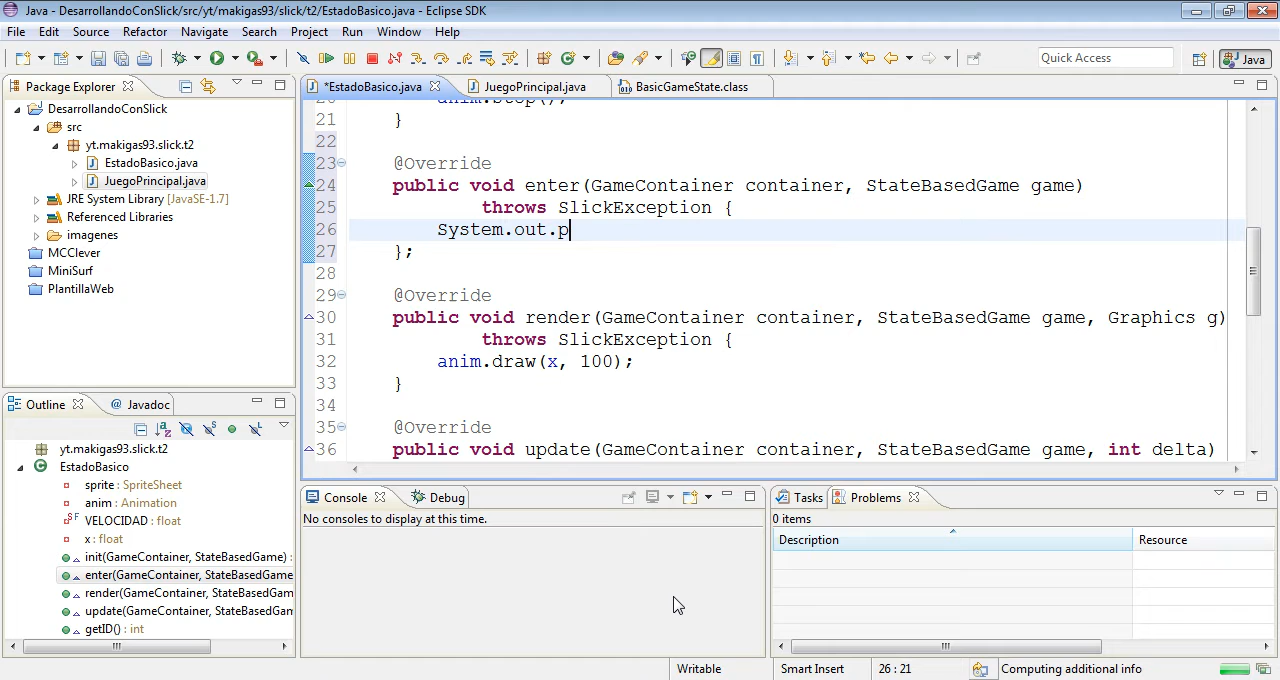 Java - DesarrollandoConSlick/src/yt/makigas93/slick/t2/EstadoBasico.java - Eclipse SDK
File Edit Source Refactor Navigate Search Project Run Window Help
Quick Access
Java
Package Explorer
DesarrollandoConSlick
src
yt.makigas93.slick.t2
EstadoBasico.java
JuegoPrincipal.java
JRE System Library [JavaSE-1.7]
Referenced Libraries
imagenes
MCClever
MiniSurf
PlantillaWeb
*EstadoBasico.java JuegoPrincipal.java BasicGameState.class
20 anim.stop();
21 }
22
23 @Override
24 public void enter(GameContainer container, StateBasedGame game)
25 throws SlickException {
26 System.out.p
27 };
28
29 @Override
30 public void render(GameContainer container, StateBasedGame game, Graphics g)
31 throws SlickException {
32 anim.draw(x, 100);
33 }
34
35 @Override
36 public void update(GameContainer container, StateBasedGame game, int delta)
Outline Javadoc
yt.makigas93.slick.t2
EstadoBasico
sprite : SpriteSheet
anim : Animation
VELOCIDAD : float
x : float
init(GameContainer, StateBasedGame) :
enter(GameContainer, StateBasedGame
render(GameContainer, StateBasedGame
update(GameContainer, StateBasedGame
getID() : int
Console Debug
No consoles to display at this time.
Tasks Problems
0 items
Description Resource
Writable Smart Insert 26 : 21 Computing additional info